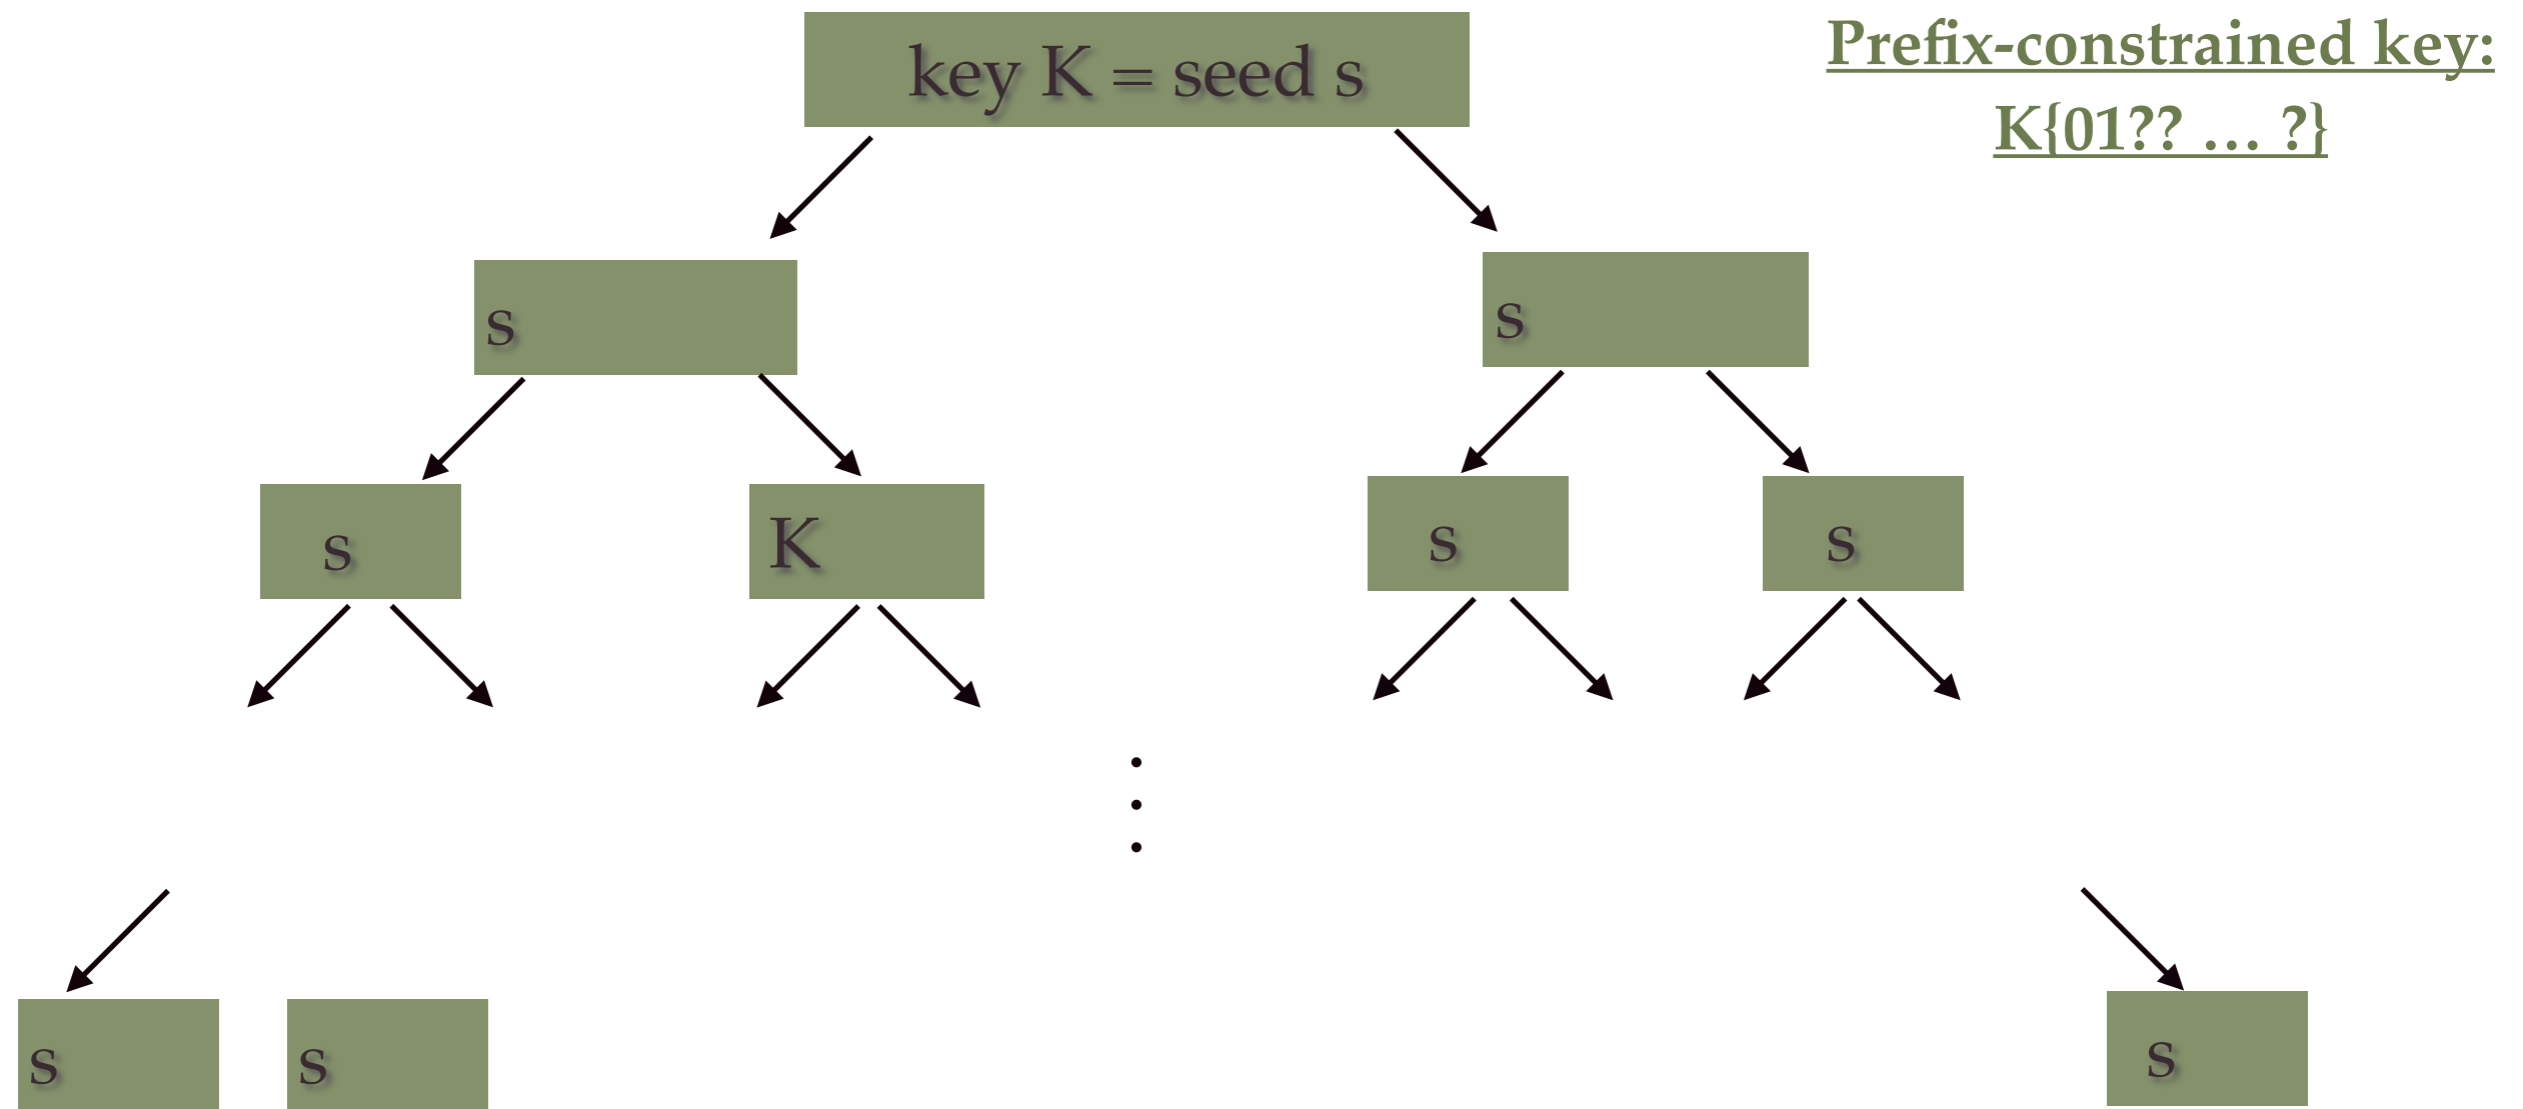 key K = seed s
Prefix-constrained key:
K{01?? … ?}
s
s
s
K
s
s
s
s
s